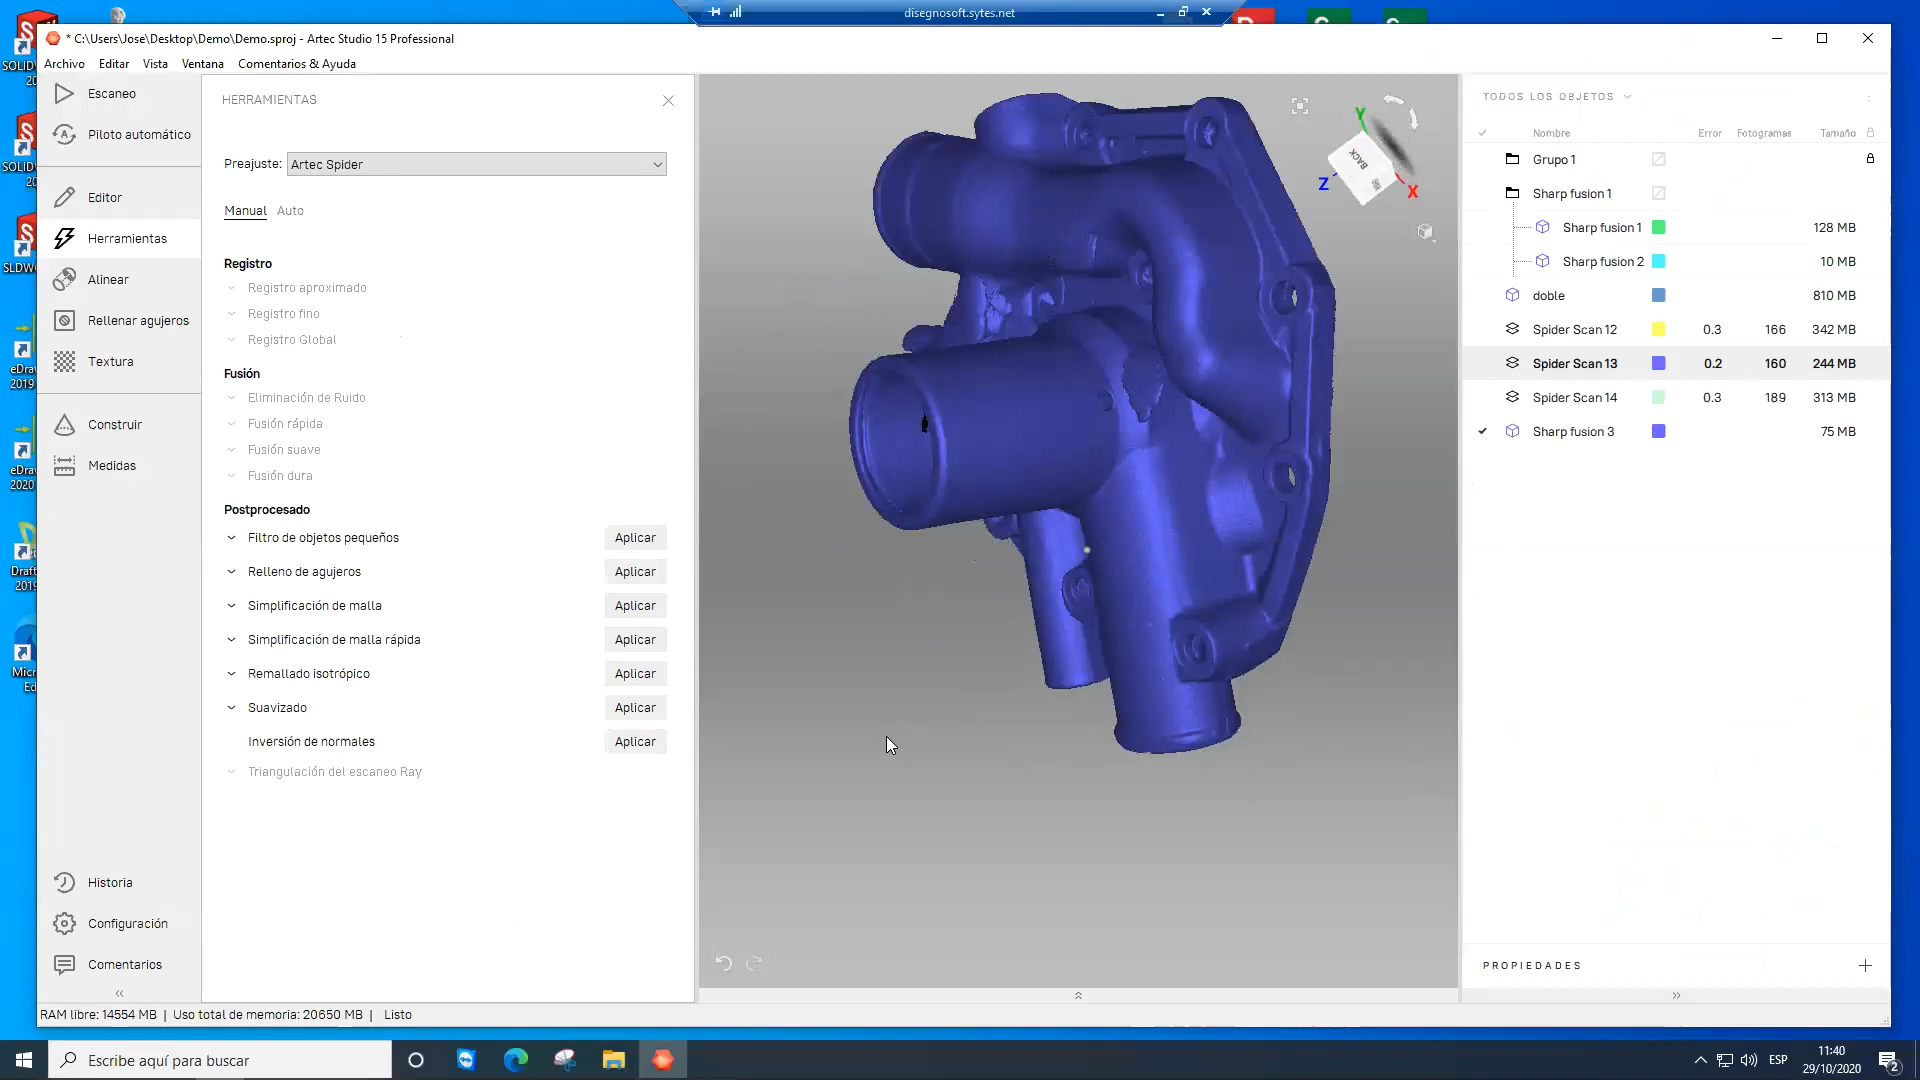 disegnosoft.sytes.net
* C:\Users\Jose\Desktop\Demo\Demo.sproj - Artec Studio 15 Professional
Archivo Editar Vista Ventana Comentarios & Ayuda
Escaneo
Piloto automático
Editor
Herramientas
Alinear
Rellenar agujeros
Textura
Construir
Medidas
Historia
Configuración
Comentarios
HERRAMIENTAS
Preajuste: Artec Spider
Manual Auto
Registro
Registro aproximado
Registro fino
Registro Global
Fusión
Eliminación de Ruido
Fusión rápida
Fusión suave
Fusión dura
Postprocesado
Filtro de objetos pequeños Aplicar
Relleno de agujeros Aplicar
Simplificación de malla Aplicar
Simplificación de malla rápida Aplicar
Remallado isotrópico Aplicar
Suavizado Aplicar
Inversión de normales Aplicar
Triangulación del escaneo Ray
Y
BACK
Z
X
TODOS LOS OBJETOS
Nombre Error Fotogramas Tamaño
Grupo 1
Sharp fusion 1
Sharp fusion 1 128 MB
Sharp fusion 2 10 MB
doble 810 MB
Spider Scan 12 0.3 166 342 MB
Spider Scan 13 0.2 160 244 MB
Spider Scan 14 0.3 189 313 MB
Sharp fusion 3 75 MB
PROPIEDADES
RAM libre: 14554 MB | Uso total de memoria: 20650 MB | Listo
Escribe aquí para buscar
ESP
11:40
29/10/2020
2